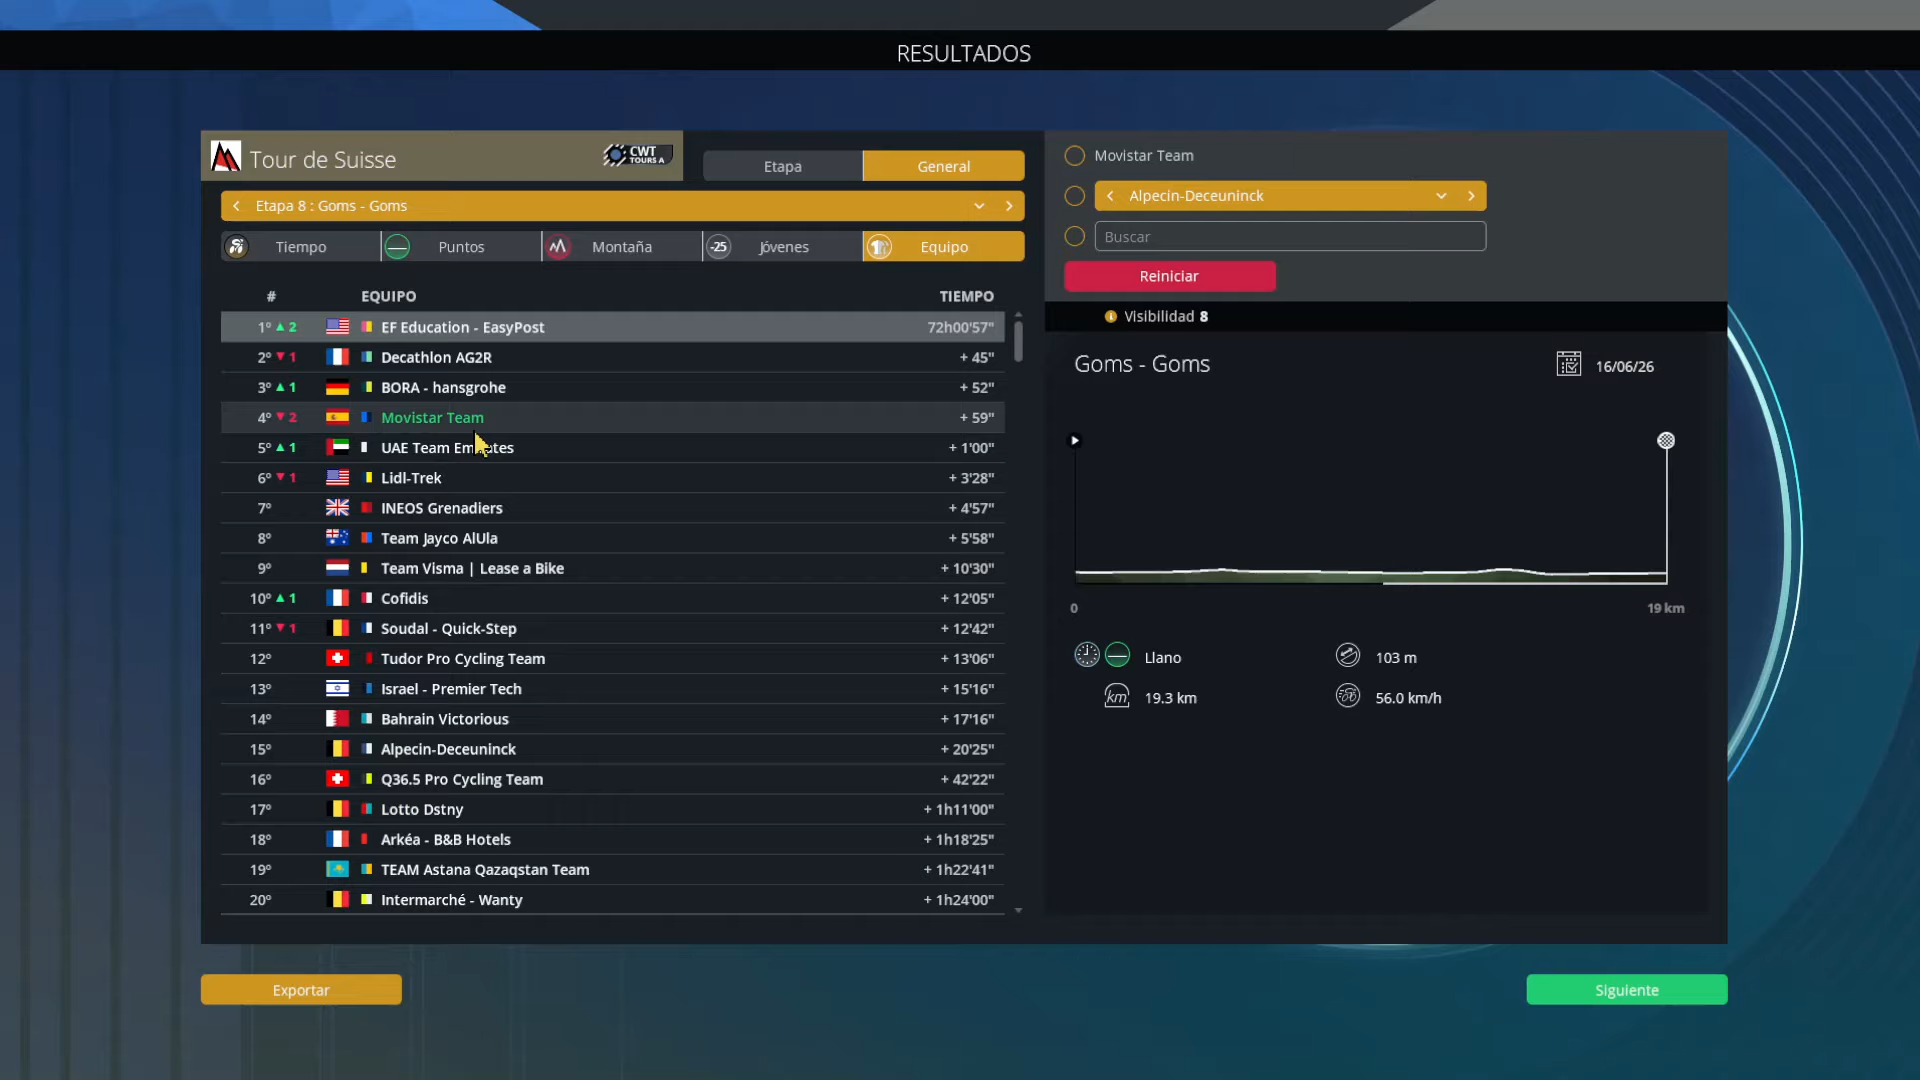 RESULTADOS
Tour de Suisse
CWT
TOURS A
Etapa
General
Etapa 8 : Goms - Goms
Tiempo
Puntos
Montaña
-25
Jóvenes
Equipo
# EQUIPO TIEMPO
1º 2 EF Education - EasyPost 72h00'57"
2º 1 Decathlon AG2R + 45"
3º 1 BORA - hansgrohe + 52"
4º 2 Movistar Team + 59"
5º 1 UAE Team Emirates + 1'00"
6º 1 Lidl-Trek + 3'28"
7º INEOS Grenadiers + 4'57"
8º Team Jayco AlUla + 5'58"
9º Team Visma | Lease a Bike + 10'30"
10º 1 Cofidis + 12'05"
11º 1 Soudal - Quick-Step + 12'42"
12º Tudor Pro Cycling Team + 13'06"
13º Israel - Premier Tech + 15'16"
14º Bahrain Victorious + 17'16"
15º Alpecin-Deceuninck + 20'25"
16º Q36.5 Pro Cycling Team + 42'22"
17º Lotto Dstny + 1h11'00"
18º Arkéa - B&B Hotels + 1h18'25"
19º TEAM Astana Qazaqstan Team + 1h22'41"
20º Intermarché - Wanty + 1h24'00"
Movistar Team
Alpecin-Deceuninck
Buscar
Reiniciar
Visibilidad 8
Goms - Goms
16/06/26
0
19 km
Llano
103 m
km
19.3 km
56.0 km/h
Exportar
Siguiente